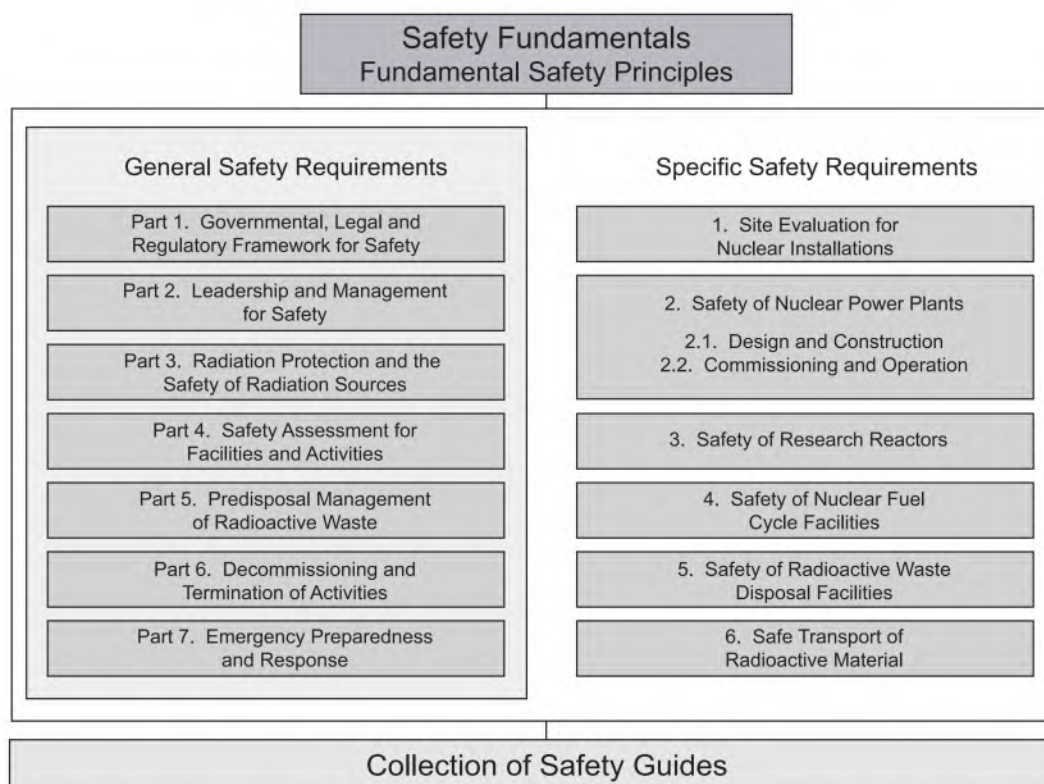 Safety Fundamentals
Fundamental Safety Principles
General Safety Requirements
Part 1. Governmental, Legal and
Regulatory Framework for Safety
Part 2. Leadership and Management
for Safety
Part 3. Radiation Protection and the
Safety of Radiation Sources
Part 4. Safety Assessment for
Facilities and Activities
Part 5. Predisposal Management
of Radioactive Waste
Part 6. Decommissioning and
Termination of Activities
Part 7. Emergency Preparedness
and Response
Specific Safety Requirements
1. Site Evaluation for
Nuclear Installations
2. Safety of Nuclear Power Plants
2.1. Design and Construction
2.2. Commissioning and Operation
3. Safety of Research Reactors
4. Safety of Nuclear Fuel
Cycle Facilities
5. Safety of Radioactive Waste
Disposal Facilities
6. Safe Transport of
Radioactive Material
Collection of Safety Guides